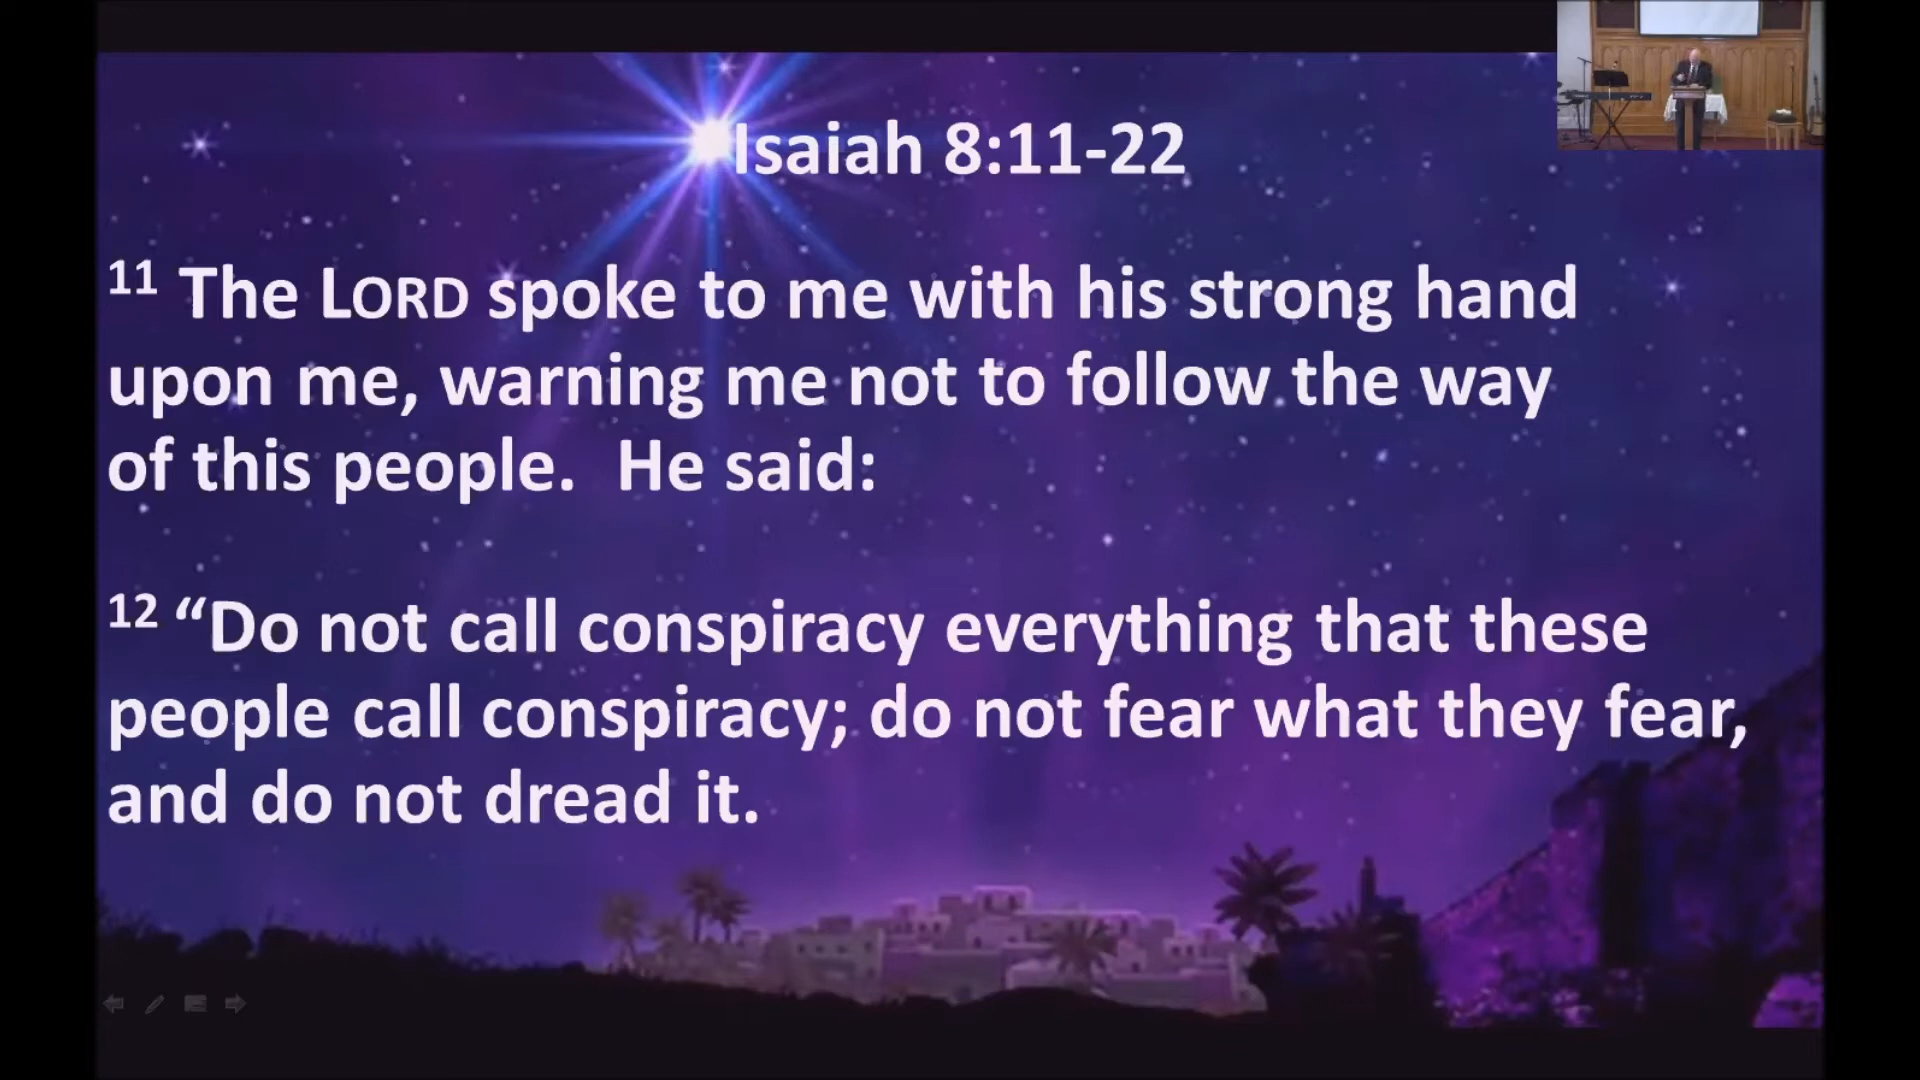 Isaiah 8:11-22
11 The LORD spoke to me with his strong hand
upon me, warning me not to follow the way
of this people.  He said:
12 “Do not call conspiracy everything that these
people call conspiracy; do not fear what they fear,
and do not dread it.